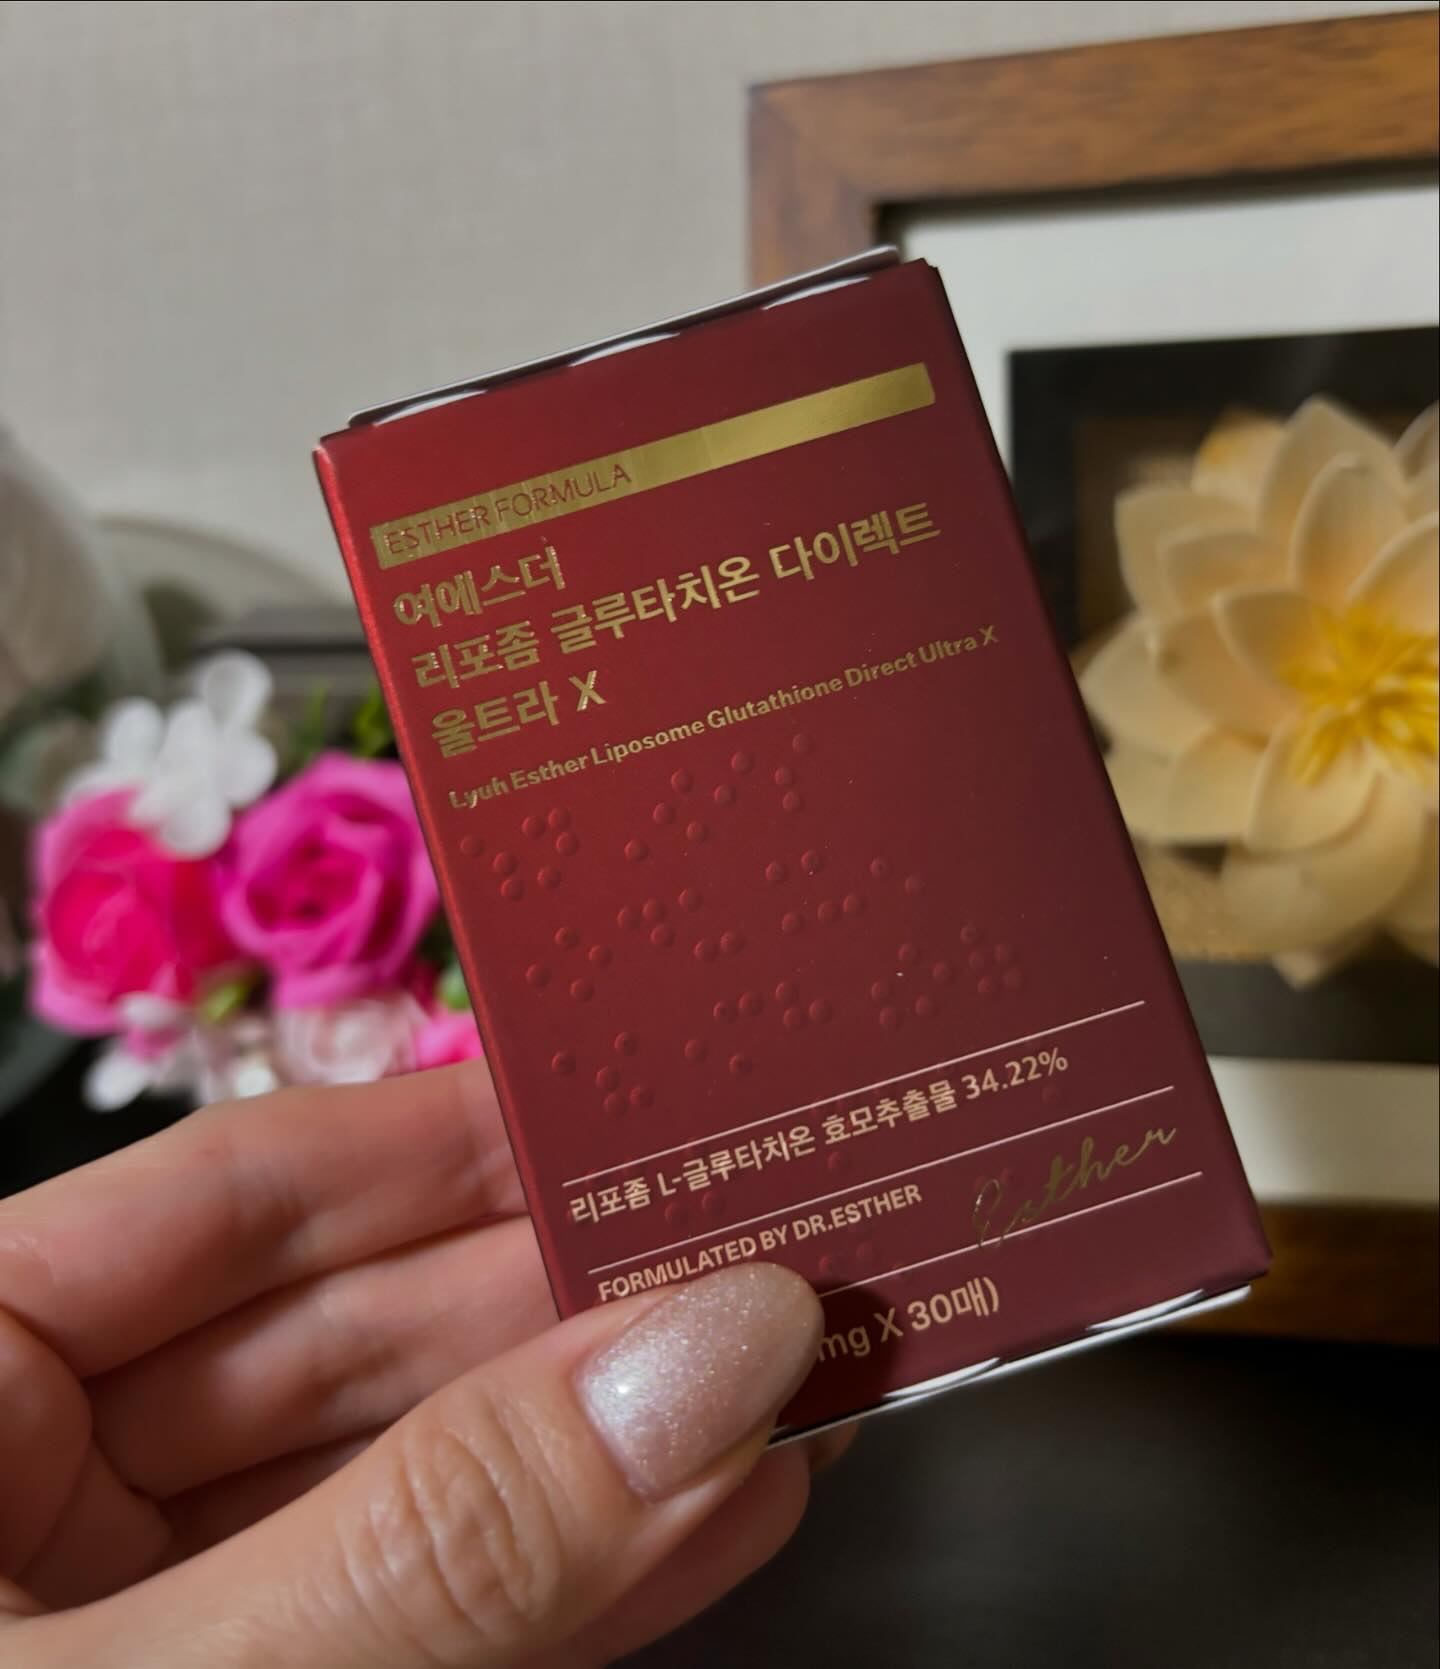 ESTHER FORMULA
여에스더
리포좀 글루타치온 다이렉트
울트라 X
Lyuh Esther Liposome Glutathione Direct Ultra X
리포좀 L-글루타치온 효모추출물 34.22%
FORMULATED BY DR.ESTHER
Esther
mg X 30매)